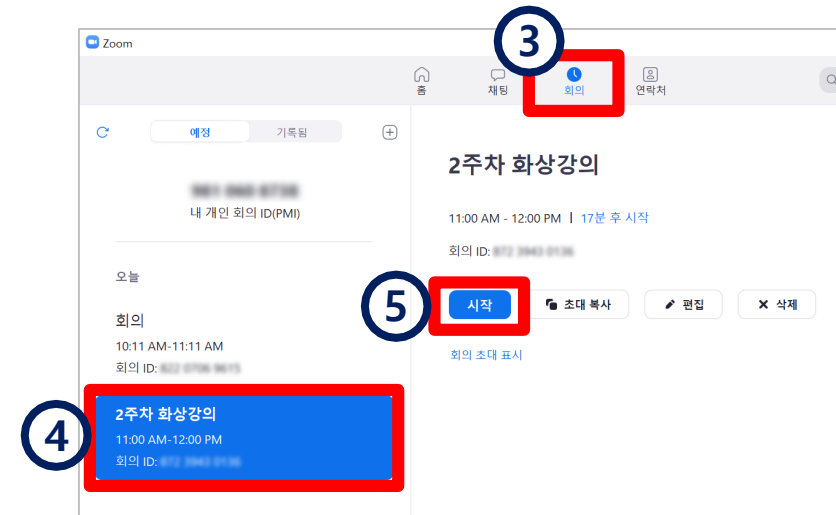 ③
Zoom
홈
채팅
회의
연락처
예정
기록됨
내 개인 회의 ID(PMI)
오늘
회의
10:11 AM-11:11 AM
회의 ID:
④
2주차 화상강의
11:00 AM-12:00 PM
회의 ID:
2주차 화상강의
11:00 AM - 12:00 PM | 17분 후 시작
회의 ID:
⑤
시작
초대 복사
편집
삭제
회의 초대 표시